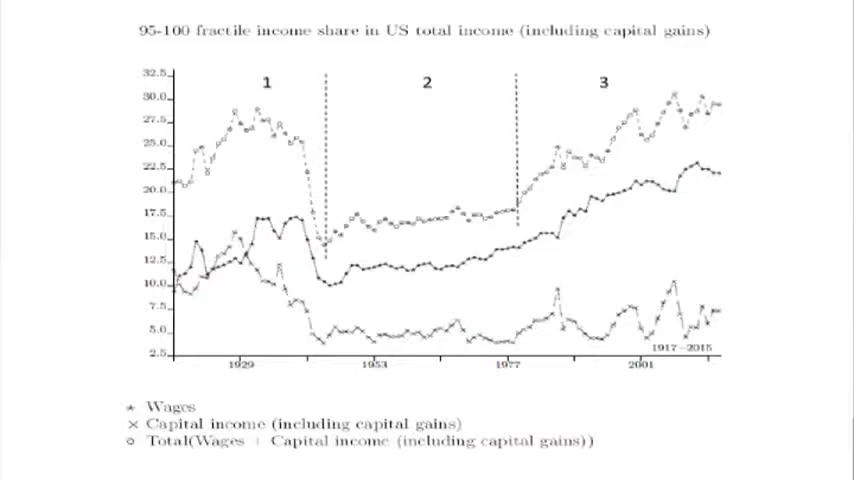 95-100 fractile income share in US total income (including capital gains)
1 2 3
32.5
30.0
27.5
25.0
22.5
20.0
17.5
15.0
12.5
10.0
7.5
5.0
2.5
1917-2015
1929 1953 1977 2001
* Wages
× Capital income (including capital gains)
o Total(Wages + Capital income (including capital gains))